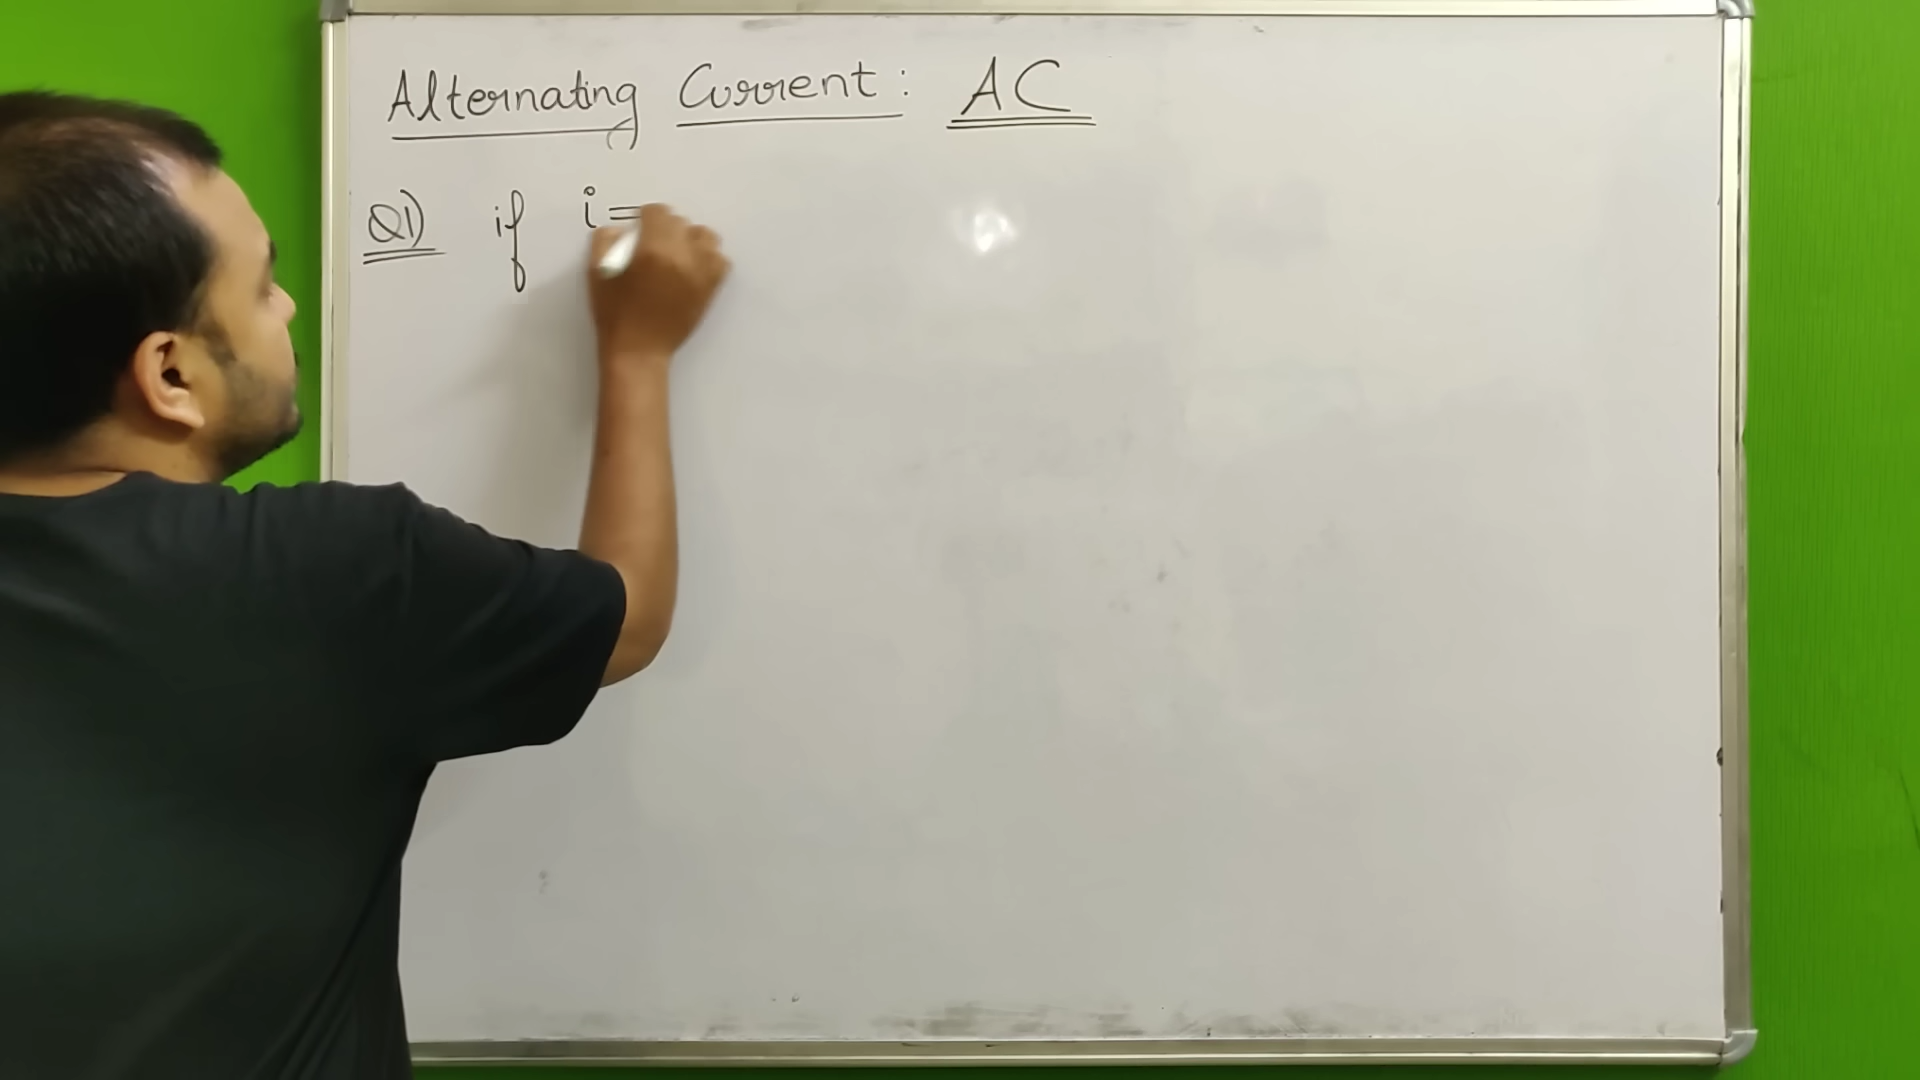 Alternating Current : AC
Q1) if i =